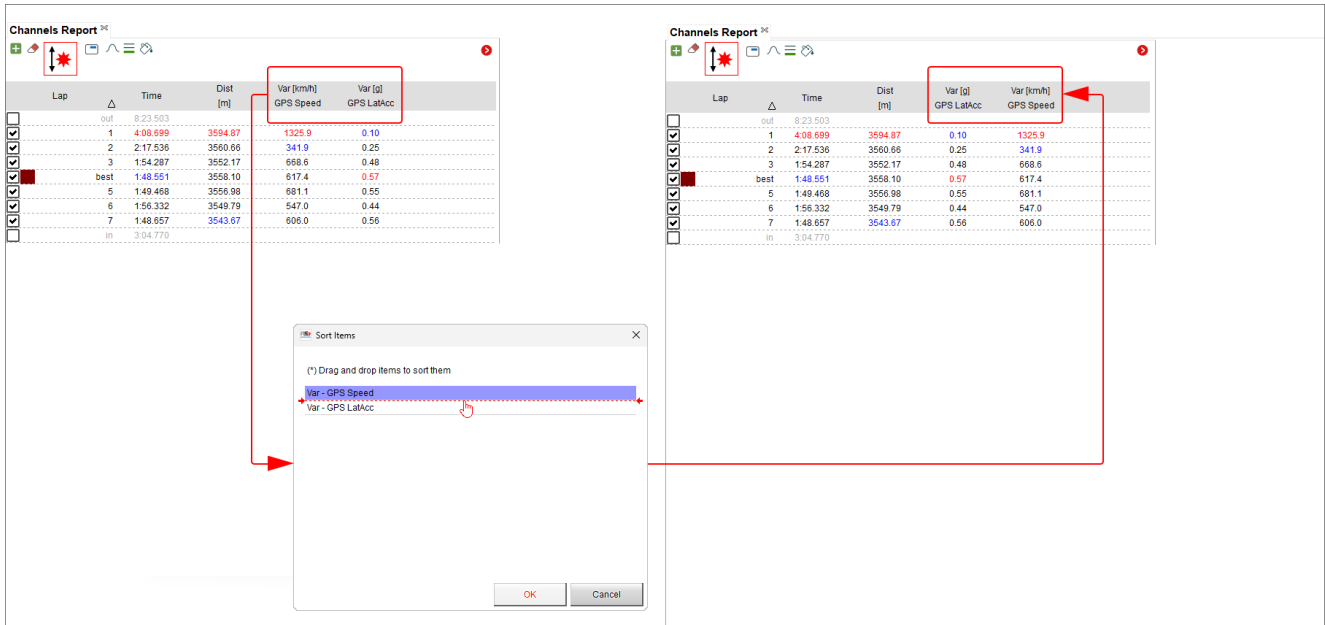 Channels Report
Lap Time Dist [m] Var [km/h] GPS Speed Var [g] GPS LatAcc
out 8:23.503
1 4:08.699 3594.87 1325.9 0.10
2 2:17.536 3560.66 341.9 0.25
3 1:54.287 3552.17 668.6 0.48
best 1:48.551 3558.10 617.4 0.57
5 1:49.468 3556.98 681.1 0.55
6 1:56.332 3549.79 547.0 0.44
7 1:48.657 3543.67 606.0 0.56
in 3:04.770
Channels Report
Lap Time Dist [m] Var [g] GPS LatAcc Var [km/h] GPS Speed
out 8:23.503
1 4:08.699 3594.87 0.10 1325.9
2 2:17.536 3560.66 0.25 341.9
3 1:54.287 3552.17 0.48 668.6
best 1:48.551 3558.10 0.57 617.4
5 1:49.468 3556.98 0.55 681.1
6 1:56.332 3549.79 0.44 547.0
7 1:48.657 3543.67 0.56 606.0
in 3:04.770
Sort Items
(*) Drag and drop items to sort them
Var - GPS Speed
Var - GPS LatAcc
OK Cancel